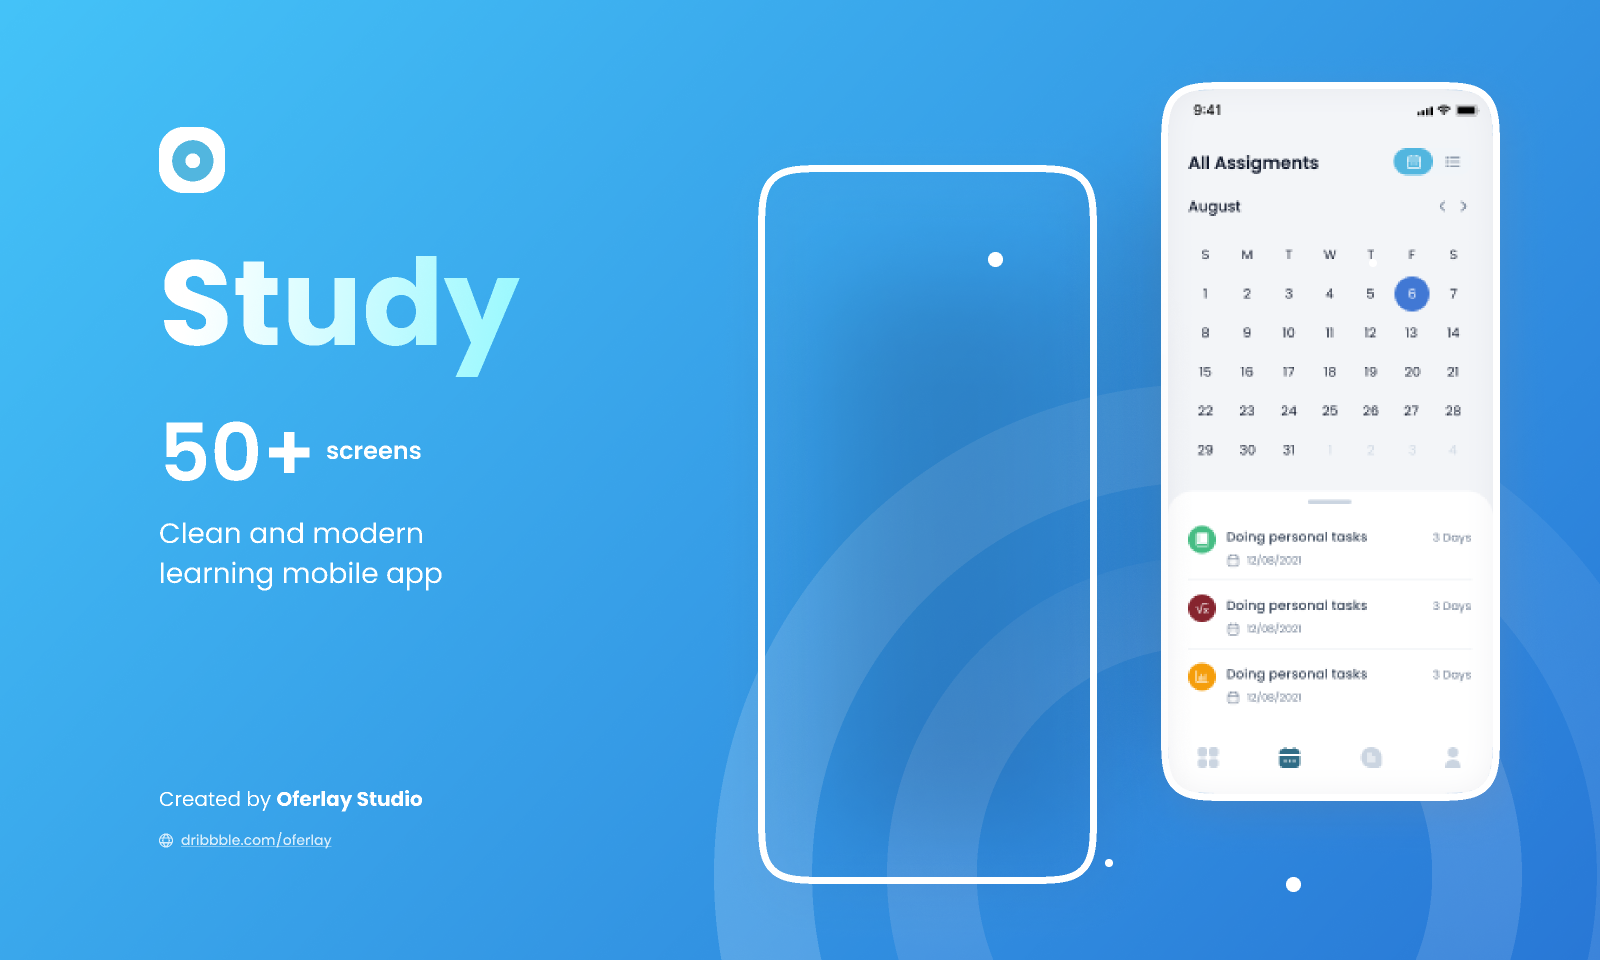 Study
50+ screens
Clean and modern
learning mobile app
Created by Oferlay Studio
dribbble.com/oferlay
9:41
All Assigments
August
S M T W T F S
1 2 3 4 5 6 7
8 9 10 11 12 13 14
15 16 17 18 19 20 21
22 23 24 25 26 27 28
29 30 31 1 2 3 4
Doing personal tasks 3 Days
12/08/2021
Doing personal tasks 3 Days
12/08/2021
Doing personal tasks 3 Days
12/08/2021